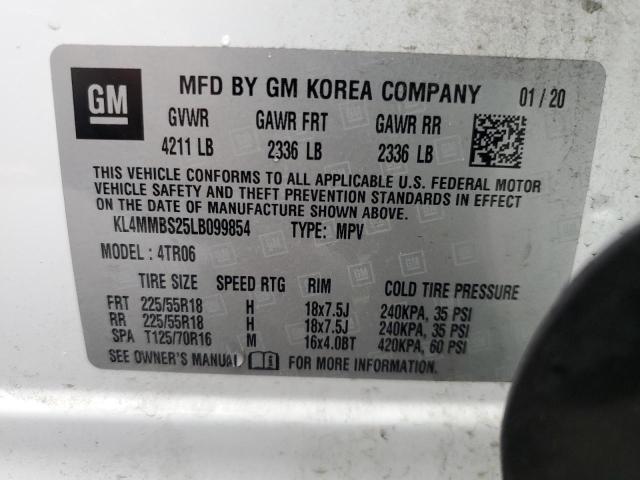 GM MFD BY GM KOREA COMPANY 01/20
GVWR GAWR FRT GAWR RR
4211 LB 2336 LB 2336 LB
THIS VEHICLE CONFORMS TO ALL APPLICABLE U.S. FEDERAL MOTOR
VEHICLE SAFETY AND THEFT PREVENTION STANDARDS IN EFFECT
ON THE DATE OF MANUFACTURE SHOWN ABOVE.
KL4MMBS25LB099854 TYPE: MPV
MODEL: 4TR06
TIRE SIZE SPEED RTG RIM COLD TIRE PRESSURE
FRT 225/55R18 H 18x7.5J 240KPA, 35 PSI
RR 225/55R18 H 18x7.5J 240KPA, 35 PSI
SPA T125/70R16 M 16x4.0BT 420KPA, 60 PSI
SEE OWNER'S MANUAL FOR MORE INFORMATION.